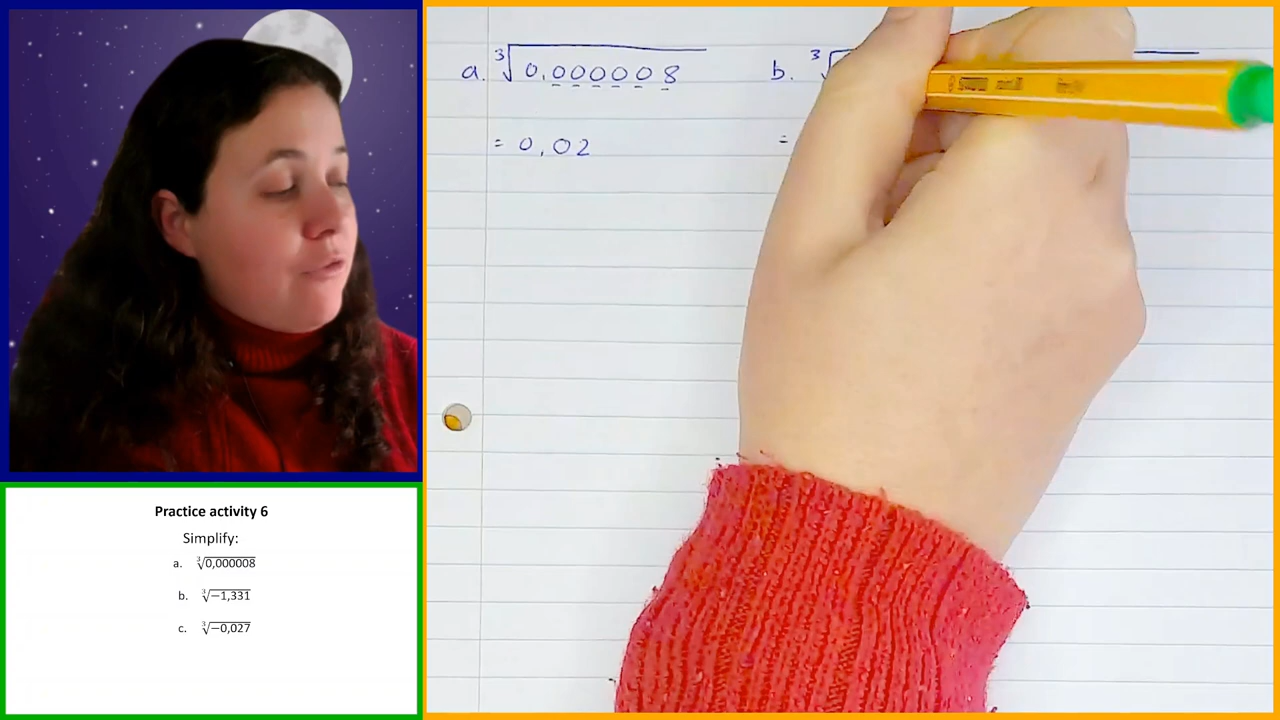 a. ∛0,000008 b. ∛
= 0,02 =
Practice activity 6
Simplify:
a. ∛0,000008
b. ∛−1,331
c. ∛−0,027